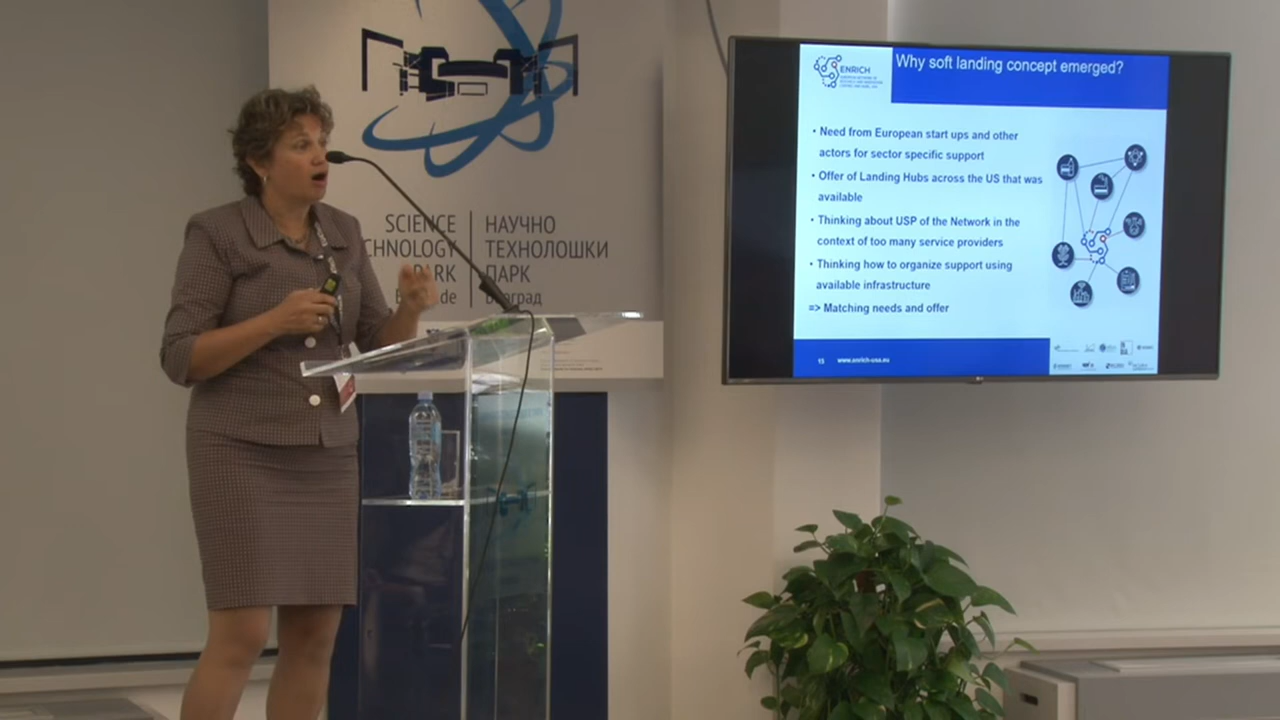 SCIENCE
CHNOLOGY
PARK
НАУЧНО
ТЕХНОЛОШКИ
ПАРК
Београд
ENRICH
Why soft landing concept emerged?
• Need from European start ups and other
actors for sector specific support
• Offer of Landing Hubs across the US that was
available
• Thinking about USP of the Network in the
context of too many service providers
• Thinking how to organize support using
available infrastructure
=> Matching needs and offer
13 www.enrich-usa.eu